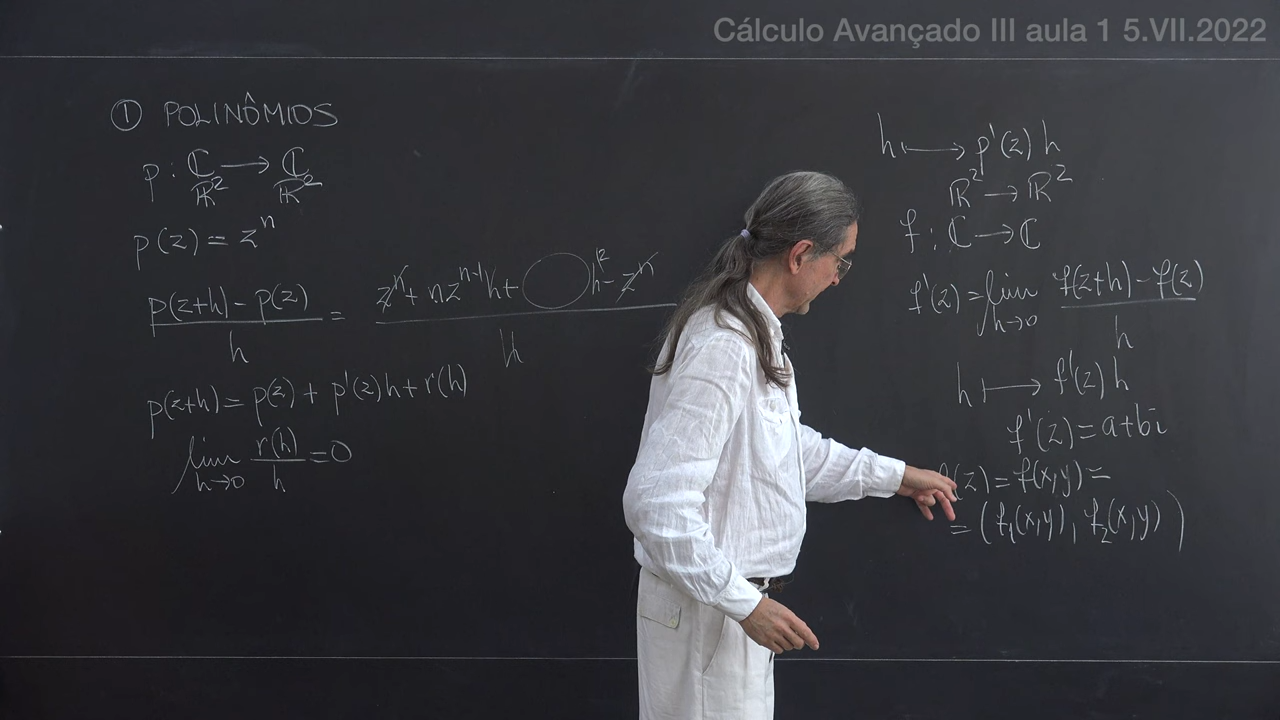 Cálculo Avançado III aula 1 5.VII.2022
① POLINÔMIOS
p : ℂ → ℂ
ℝ² ℝ²
p(z) = zⁿ
p(z+h) - p(z) / h = zⁿ + nzⁿ⁻¹h + ◯ h² - zⁿ / h
p(z+h) = p(z) + p'(z)h + r(h)
lim h→0 r(h)/h = 0
h ↦ p'(z) h
ℝ² → ℝ²
f : ℂ → ℂ
f'(z) = lim h→0 f(z+h) - f(z) / h
h ↦ f'(z) h
f'(z) = a+bi
f(z) = f(x,y) =
= (f₁(x,y), f₂(x,y))